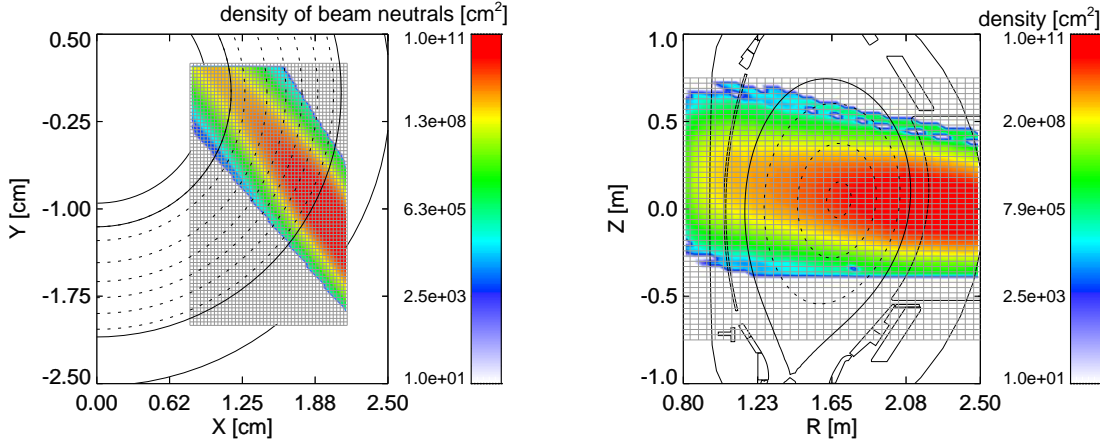 density of beam neutrals [cm²]
0.50
-0.25
-1.00
-1.75
-2.50
Y [cm]
0.00 0.62 1.25 1.88 2.50
X [cm]
1.0e+11
1.3e+08
6.3e+05
2.5e+03
1.0e+01
density [cm²]
1.0
0.5
0.0
-0.5
-1.0
Z [m]
0.80 1.23 1.65 2.08 2.50
R [m]
1.0e+11
2.0e+08
7.9e+05
2.5e+03
1.0e+01